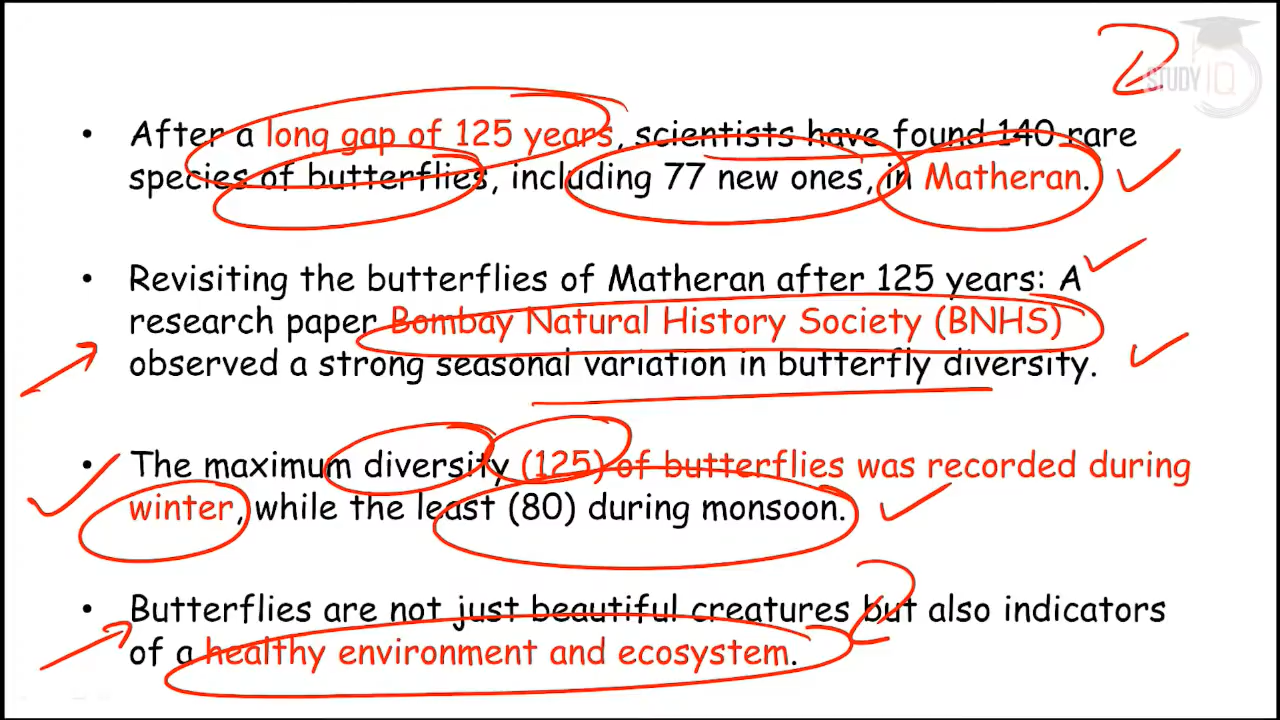 2
STUDY IQ
• After a long gap of 125 years, scientists have found 140 rare
species of butterflies, including 77 new ones, in Matheran.
• Revisiting the butterflies of Matheran after 125 years: A
research paper Bombay Natural History Society (BNHS)
observed a strong seasonal variation in butterfly diversity.
• The maximum diversity (125) of butterflies was recorded during
winter, while the least (80) during monsoon.
• Butterflies are not just beautiful creatures but also indicators
of a healthy environment and ecosystem.